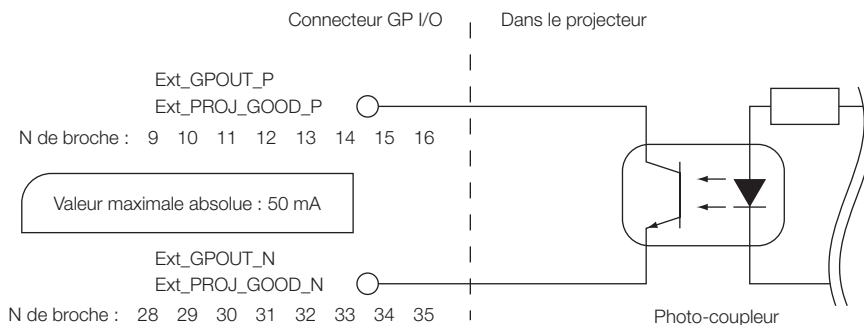 Connecteur GP I/O Dans le projecteur
Ext_GPOUT_P
Ext_PROJ_GOOD_P
N de broche : 9 10 11 12 13 14 15 16
Valeur maximale absolue : 50 mA
Ext_GPOUT_N
Ext_PROJ_GOOD_N
N de broche : 28 29 30 31 32 33 34 35
Photo-coupleur